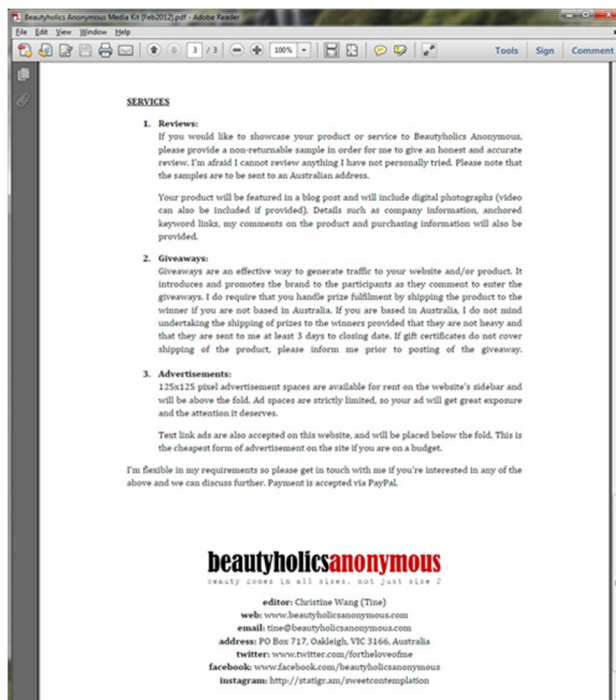 Beautyholics Anonymous Media Kit [Feb2012].pdf - Adobe Reader
File Edit View Window Help
3 / 3 100% Tools Sign Comment
SERVICES
1. Reviews:
If you would like to showcase your product or service to Beautyholics Anonymous,
please provide a non-returnable sample in order for me to give an honest and accurate
review. I'm afraid I cannot review anything I have not personally tried. Please note that
the samples are to be sent to an Australian address.
Your product will be featured in a blog post and will include digital photographs (video
can also be included if provided). Details such as company information, anchored
keyword links, my comments on the product and purchasing information will also be
provided.
2. Giveaways:
Giveaways are an effective way to generate traffic to your website and/or product. It
introduces and promotes the brand to the participants as they comment to enter the
giveaways. I do require that you handle prize fulfilment by shipping the product to the
winner if you are not based in Australia. If you are based in Australia, I do not mind
undertaking the shipping of prizes to the winners provided that they are not heavy and
that they are sent to me at least 3 days to closing date. If gift certificates do not cover
shipping of the product, please inform me prior to posting of the giveaway.
3. Advertisements:
125x125 pixel advertisement spaces are available for rent on the website's sidebar and
will be above the fold. Ad spaces are strictly limited, so your ad will get great exposure
and the attention it deserves.
Text link ads are also accepted on this website, and will be placed below the fold. This is
the cheapest form of advertisement on the site if you are on a budget.
I'm flexible in my requirements so please get in touch with me if you're interested in any of the
above and we can discuss further. Payment is accepted via PayPal.
beautyholicsanonymous
beauty comes in all sizes. not just size 2
editor: Christine Wang (Tine)
web: www.beautyholicsanonymous.com
email: tine@beautyholicsanonymous.com
address: PO Box 717, Oakleigh, VIC 3166, Australia
twitter: www.twitter.com/fortheloveofme
facebook: www.facebook.com/beautyholicsanonymous
instagram: http://statigr.am/sweetcontemplation